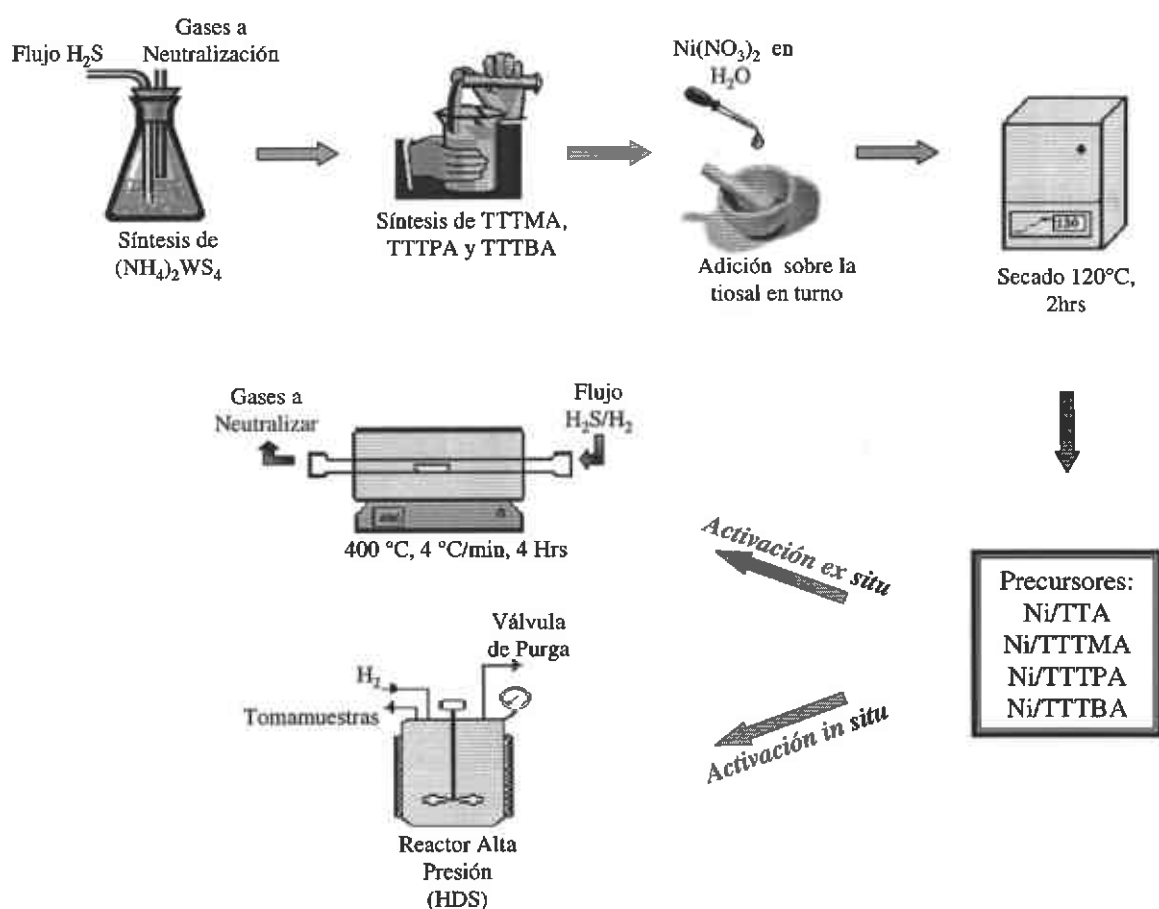 Flujo H₂S
Gases a
Neutralización
Síntesis de
(NH₄)₂WS₄
Síntesis de TTTMA,
TTTPA y TTTBA
Ni(NO₃)₂ en
H₂O
Adición sobre la
tiosal en turno
Secado 120°C,
2hrs
Gases a
Neutralizar
Flujo
H₂S/H₂
400 °C, 4 °C/min, 4 Hrs
Activación ex situ
Precursores:
Ni/TTA
Ni/TTTMA
Ni/TTTPA
Ni/TTTBA
Activación in situ
Válvula
de Purga
H₂
Tomamuestras
Reactor Alta
Presión
(HDS)